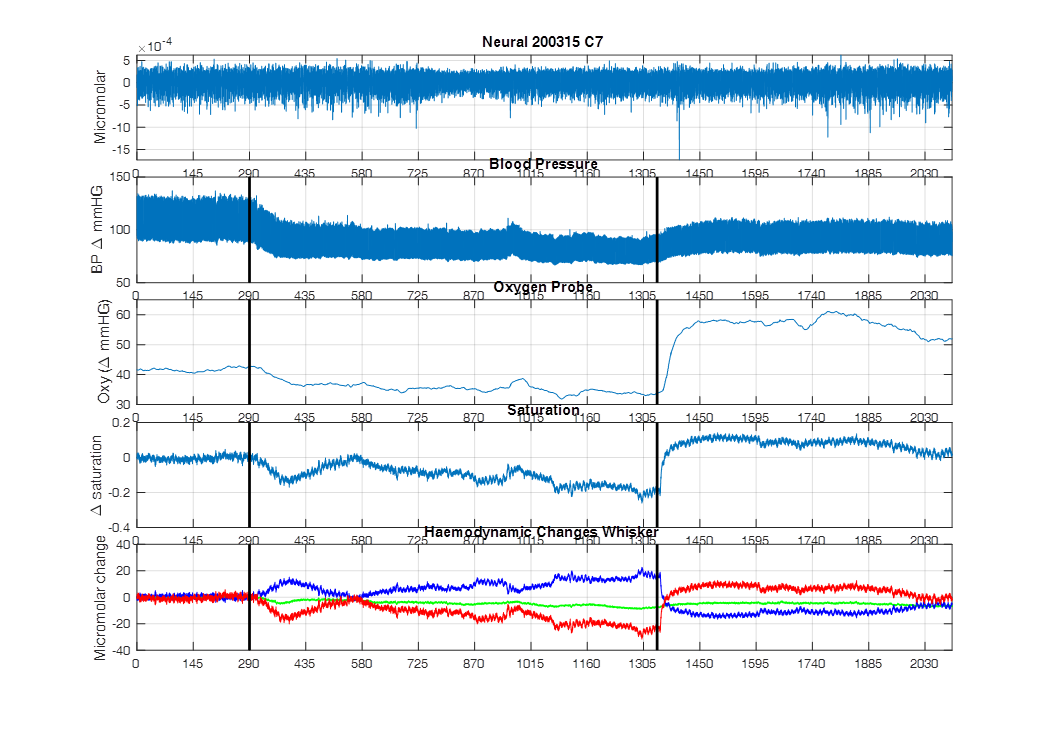 ×10⁻⁴
Neural 200315 C7
Micromolar
5
0
-5
-10
-15
0 145 290 435 580 725 870 1015 1160 1305 1450 1595 1740 1885 2030
Blood Pressure
BP Δ mmHG
150
100
50
0 145 290 435 580 725 870 1015 1160 1305 1450 1595 1740 1885 2030
Oxygen Probe
Oxy (Δ mmHG)
60
50
40
30
0 145 290 435 580 725 870 1015 1160 1305 1450 1595 1740 1885 2030
Saturation
Δ saturation
0.2
0
-0.2
-0.4
0 145 290 435 580 725 870 1015 1160 1305 1450 1595 1740 1885 2030
Haemodynamic Changes Whisker
Micromolar change
40
20
0
-20
-40
0 145 290 435 580 725 870 1015 1160 1305 1450 1595 1740 1885 2030